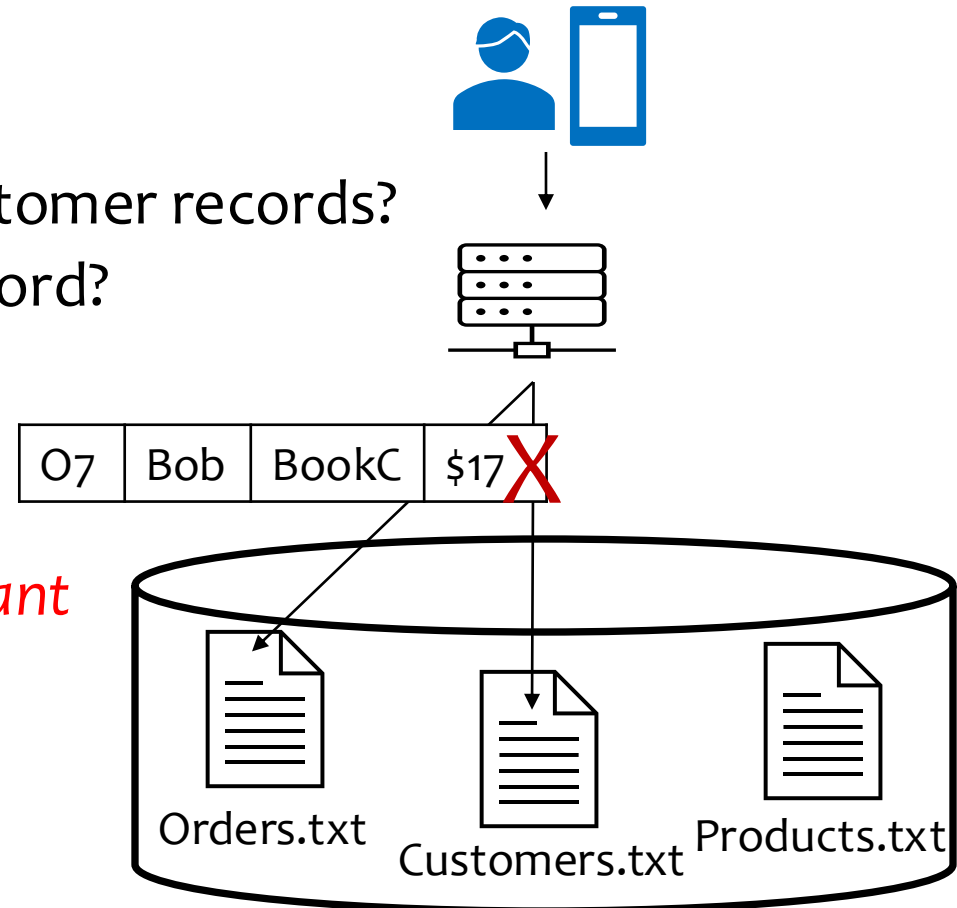 tomer records?
ord?
O7 Bob BookC $17 X
ant
Orders.txt
Customers.txt
Products.txt